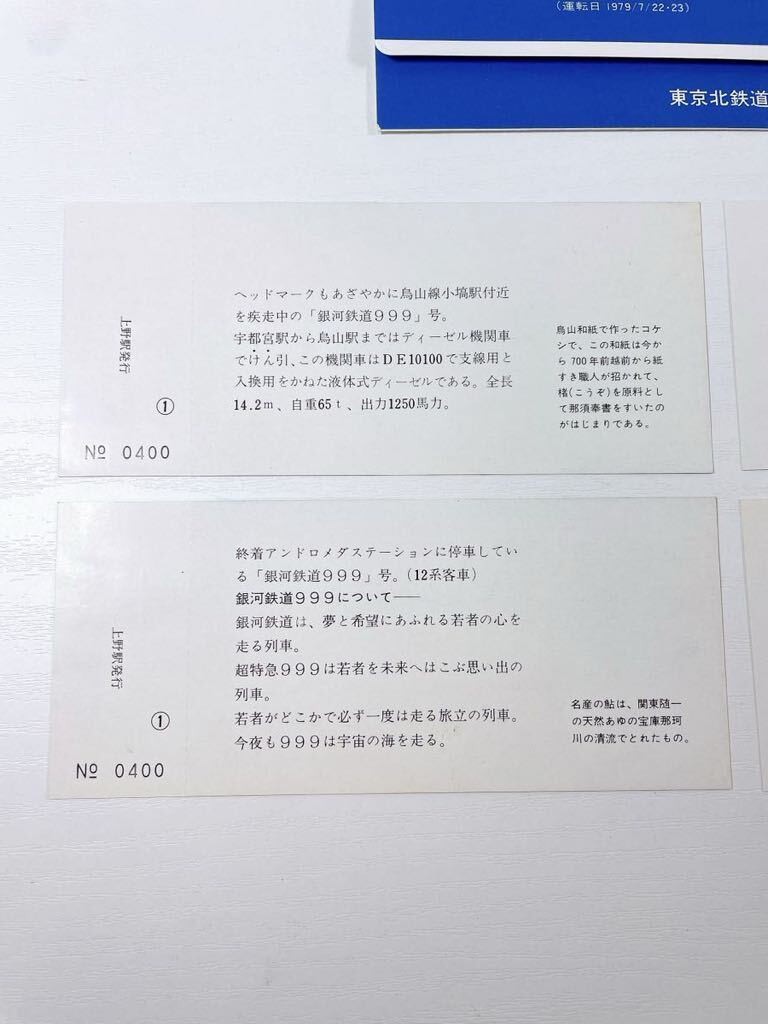 (運転日 1979/7/22・23)
東京北鉄道
ヘッドマークもあざやかに烏山線小塙駅付近
を疾走中の「銀河鉄道９９９」号。
宇都宮駅から烏山駅まではディーゼル機関車
でけん引、この機関車はＤＥ10100で支線用と
入換用をかねた液体式ディーゼルである。全長
14.2ｍ、自重65ｔ、出力1250馬力。
烏山和紙で作ったコケ
シで、この和紙は今か
ら700年前越前から紙
すき職人が招かれて、
楮(こうぞ)を原料とし
て那須奉書をすいたの
がはじまりである。
上野駅発行
①
№ 0400
終着アンドロメダステーションに停車してい
る「銀河鉄道９９９」号。(12系客車)
銀河鉄道９９９について──
銀河鉄道は、夢と希望にあふれる若者の心を
走る列車。
超特急９９９は若者を未来へはこぶ思い出の
列車。
若者がどこかで必ず一度は走る旅立の列車。
今夜も９９９は宇宙の海を走る。
名産の鮎は、関東随一
の天然あゆの宝庫那珂
川の清流でとれたもの。
上野駅発行
①
№ 0400